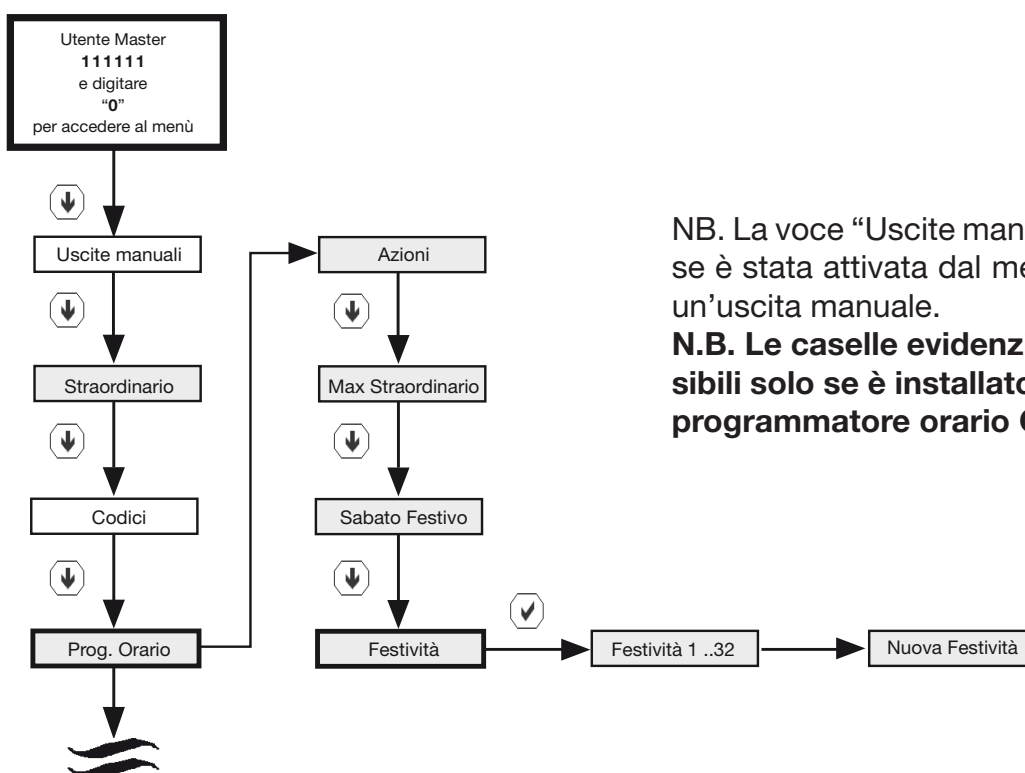 Utente Master
111111
e digitare
“0”
per accedere al menù
Uscite manuali
Straordinario
Codici
Prog. Orario
Azioni
Max Straordinario
Sabato Festivo
Festività
Festività 1 ..32
Nuova Festività
NB. La voce “Uscite man
se è stata attivata dal me
un’uscita manuale.
N.B. Le caselle evidenz
sibili solo se è installato
programmatore orario